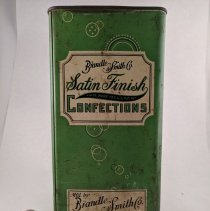 Brandle-Smith Co.
Satin Finish
CONFECTIONS
Brandle-
Smith Co.